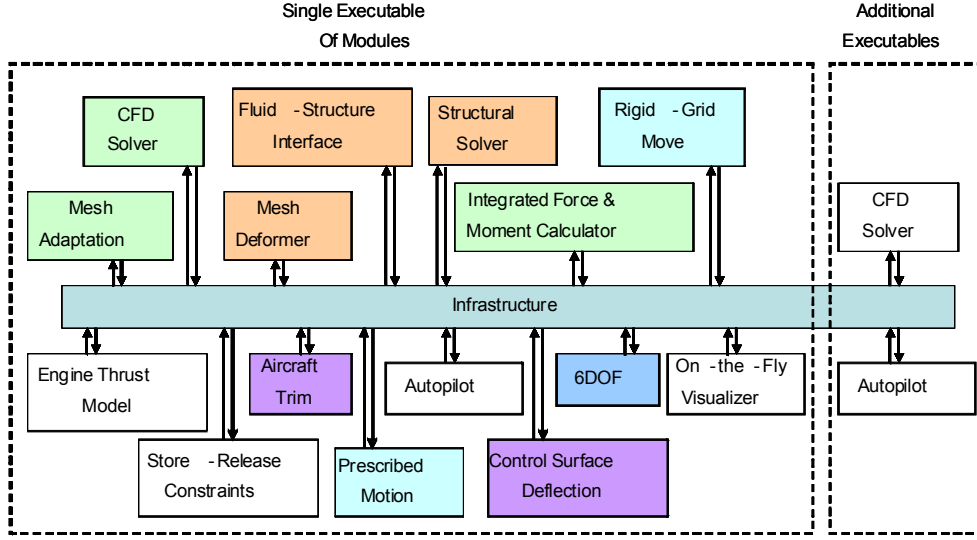 Single Executable
Of Modules
Additional
Executables
CFD
Solver
Fluid - Structure
Interface
Structural
Solver
Rigid - Grid
Move
Mesh
Adaptation
Mesh
Deformer
Integrated Force &
Moment Calculator
CFD
Solver
Infrastructure
Engine Thrust
Model
Aircraft
Trim
Autopilot
6DOF
On - the - Fly
Visualizer
Autopilot
Store - Release
Constraints
Prescribed
Motion
Control Surface
Deflection